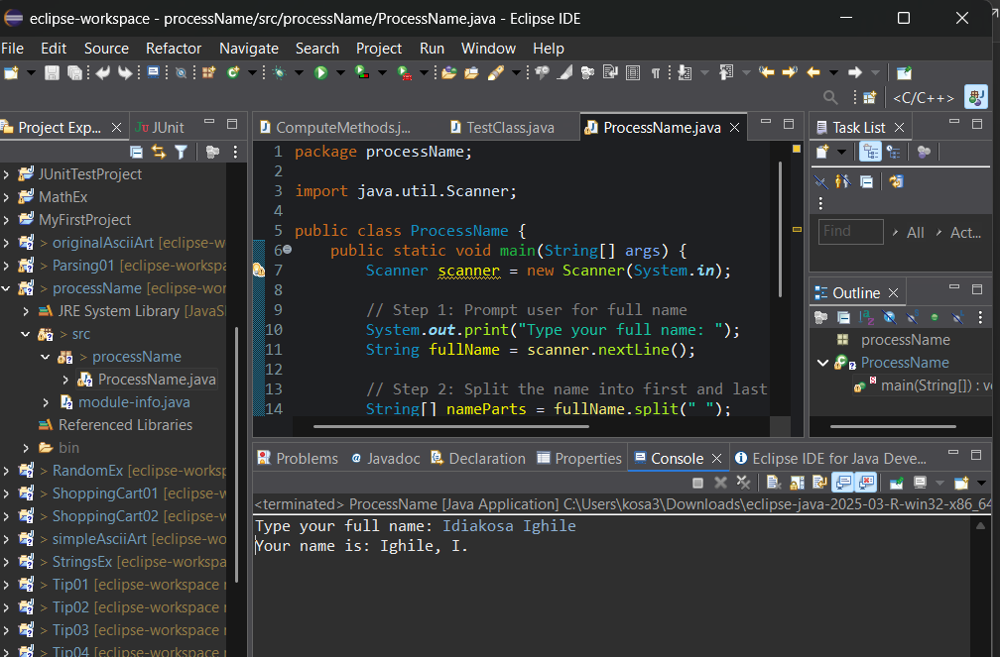 eclipse-workspace - processName/src/processName/ProcessName.java - Eclipse IDE
File Edit Source Refactor Navigate Search Project Run Window Help
<C/C++>
Project Exp...
JUnit
JUnitTestProject
MathEx
MyFirstProject
> originalAsciiArt [eclipse-w
> Parsing01 [eclipse-workspa
> processName [eclipse-wor
JRE System Library [JavaS
> src
> processName
ProcessName.java
module-info.java
Referenced Libraries
bin
> RandomEx [eclipse-worksp
> ShoppingCart01 [eclipse-w
> ShoppingCart02 [eclipse-w
> simpleAsciiArt [eclipse-wo
> StringsEx [eclipse-workspa
> Tip01 [eclipse-workspace r
> Tip02 [eclipse-workspace r
> Tip03 [eclipse-workspace r
> Tip04 [eclipse-workspace r
ComputeMethods.j...
TestClass.java
ProcessName.java
1 package processName;
2
3 import java.util.Scanner;
4
5 public class ProcessName {
6 public static void main(String[] args) {
7 Scanner scanner = new Scanner(System.in);
8
9 // Step 1: Prompt user for full name
10 System.out.print("Type your full name: ");
11 String fullName = scanner.nextLine();
12
13 // Step 2: Split the name into first and last
14 String[] nameParts = fullName.split(" ");
Task List
Find
All
Act...
Outline
processName
ProcessName
main(String[]) : vo
Problems
Javadoc
Declaration
Properties
Console
Eclipse IDE for Java Deve...
<terminated> ProcessName [Java Application] C:\Users\kosa3\Downloads\eclipse-java-2025-03-R-win32-x86_64
Type your full name: Idiakosa Ighile
Your name is: Ighile, I.